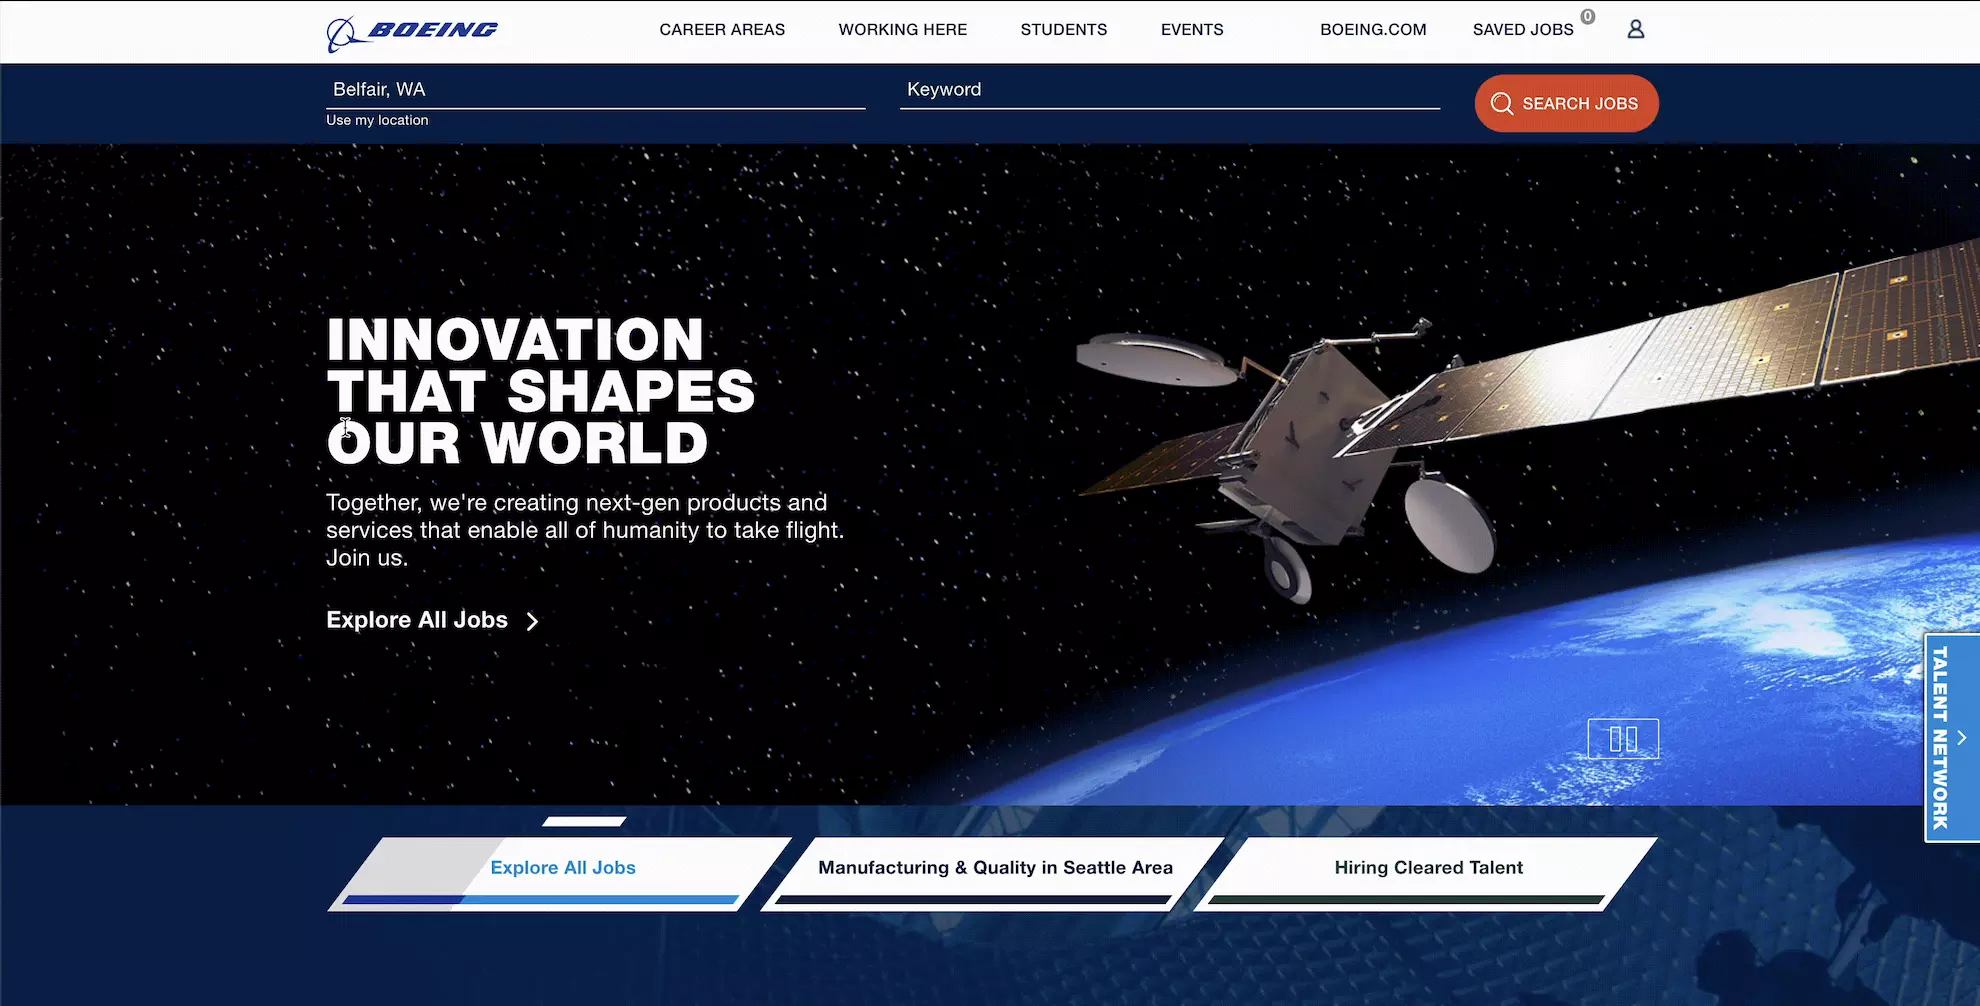 BOEING
CAREER AREAS
WORKING HERE
STUDENTS
EVENTS
BOEING.COM
SAVED JOBS
0
Belfair, WA
Keyword
SEARCH JOBS
Use my location
INNOVATION
THAT SHAPES
OUR WORLD
Together, we're creating next-gen products and
services that enable all of humanity to take flight.
Join us.
Explore All Jobs
TALENT NETWORK
Explore All Jobs
Manufacturing & Quality in Seattle Area
Hiring Cleared Talent